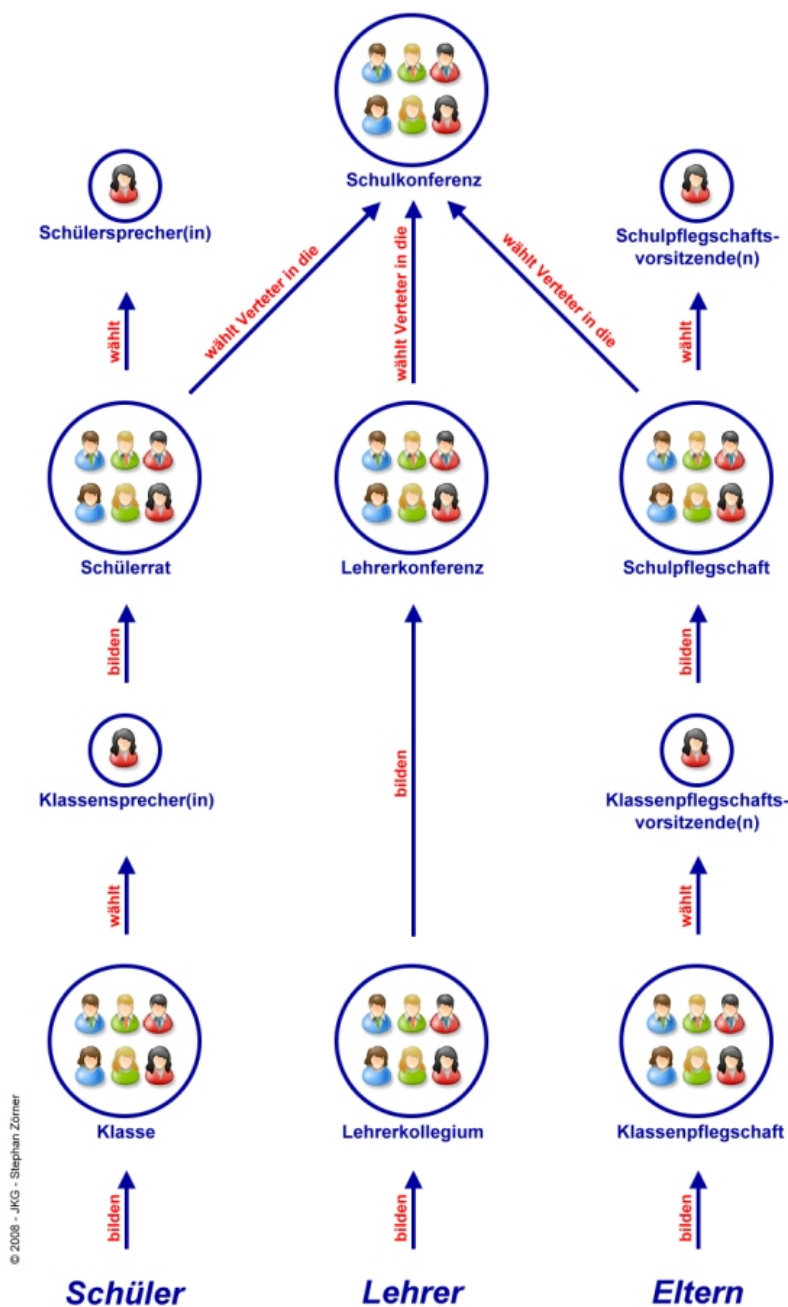 Schulkonferenz
Schülersprecher(in)
Schulpflegschafts-
vorsitzende(n)
wählt
wählt Verteter in die
wählt Verteter in die
wählt Verteter in die
wählt
Schülerrat
Lehrerkonferenz
Schulpflegschaft
bilden
bilden
bilden
Klassensprecher(in)
Klassenpflegschafts-
vorsitzende(n)
wählt
wählt
Klasse
Lehrerkollegium
Klassenpflegschaft
bilden
bilden
bilden
Schüler
Lehrer
Eltern
© 2008 - JKG - Stephan Zörner